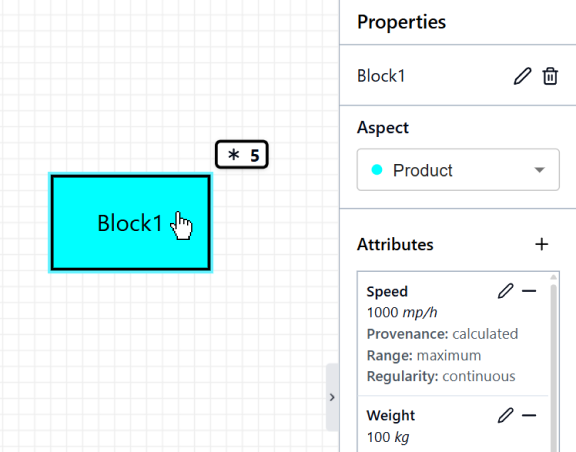 Properties
Block1
Aspect
Product
Attributes
Speed
1000 mp/h
Provenance: calculated
Range: maximum
Regularity: continuous
Weight
100 kg
* 5
Block1